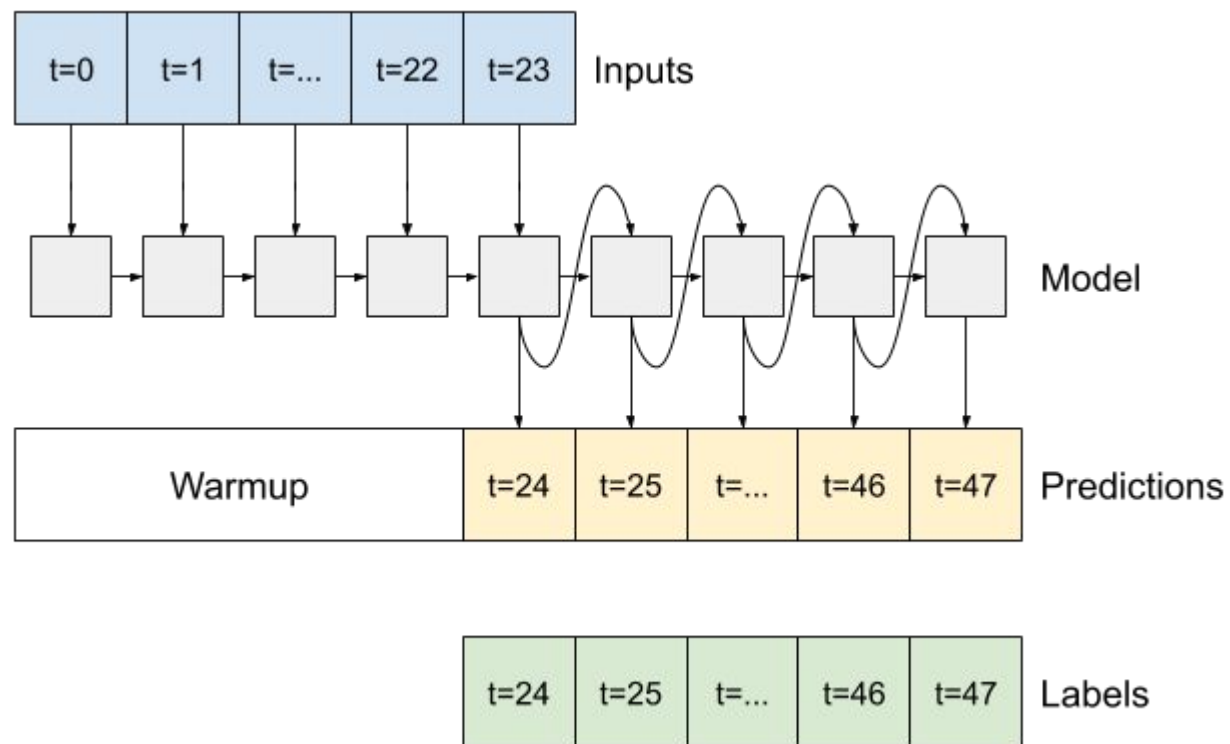 t=0 t=1 t=... t=22 t=23 Inputs
Model
Warmup t=24 t=25 t=... t=46 t=47 Predictions
t=24 t=25 t=... t=46 t=47 Labels